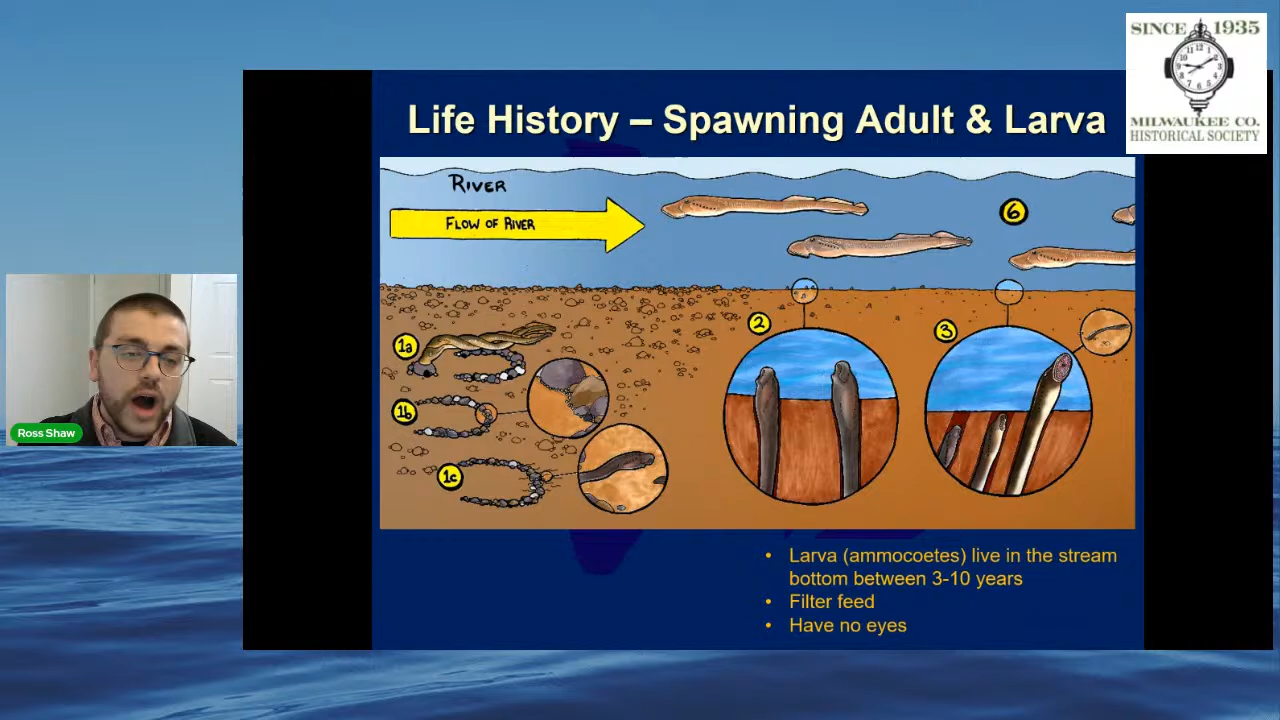 SINCE 1935
MILWAUKEE CO.
HISTORICAL SOCIETY
Life History – Spawning Adult & Larva
RIVER
FLOW OF RIVER
6
1a
2
3
1b
1c
Ross Shaw
• Larva (ammocoetes) live in the stream
bottom between 3-10 years
• Filter feed
• Have no eyes